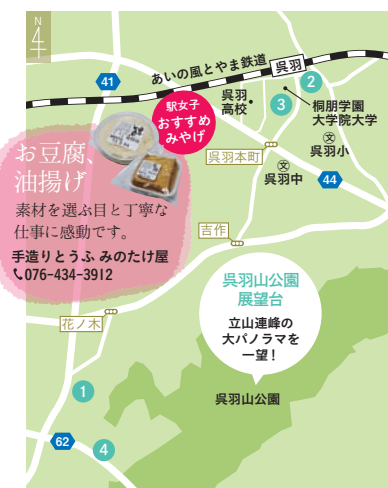 N
あいの風とやま鉄道
呉羽
41
2
駅女子
おすすめ
みやげ
呉羽
高校
3
桐朋学園
大学院大学
文
呉羽小
呉羽本町
文
呉羽中
44
お豆腐、
油揚げ
素材を選ぶ目と丁寧な
仕事に感動です。
手造りとうふ みのたけ屋
076-434-3912
吉作
呉羽山公園
展望台
立山連峰の
大パノラマを
一望！
花ノ木
1
呉羽山公園
62
4